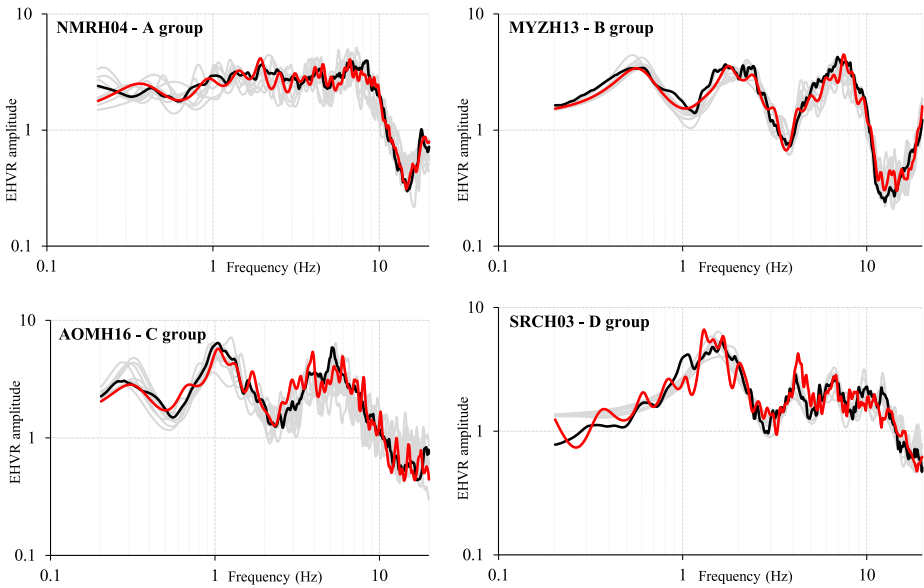 NMRH04 - A group
10
1
0.1
EHVR amplitude
0.1
1
10
Frequency (Hz)
MYZH13 - B group
10
1
0.1
EHVR amplitude
0.1
1
10
Frequency (Hz)
AOMH16 - C group
10
1
0.1
EHVR amplitude
0.1
1
10
Frequency (Hz)
SRCH03 - D group
10
1
0.1
EHVR amplitude
0.1
1
10
Frequency (Hz)